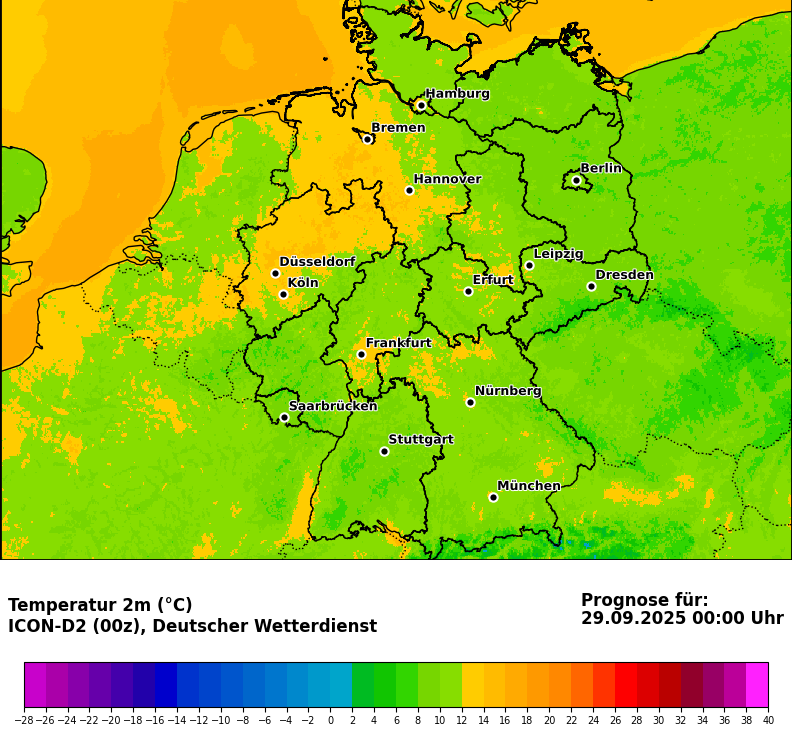 Hamburg
Bremen
Berlin
Hannover
Leipzig
Düsseldorf
Dresden
Köln
Erfurt
Frankfurt
Nürnberg
Saarbrücken
Stuttgart
München
Temperatur 2m (°C)
ICON-D2 (00z), Deutscher Wetterdienst
Prognose für:
29.09.2025 00:00 Uhr
−28 −26 −24 −22 −20 −18 −16 −14 −12 −10 −8 −6 −4 −2 0 2 4 6 8 10 12 14 16 18 20 22 24 26 28 30 32 34 36 38 40